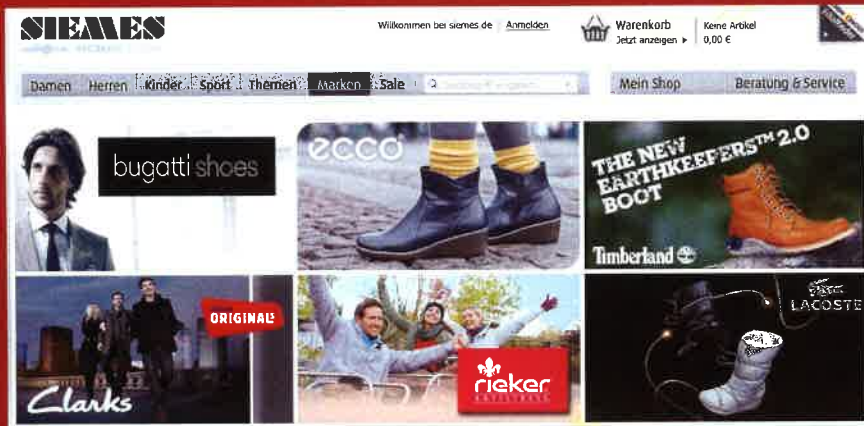 SIEMES
Willkommen bei siemes.de
Anmelden
Warenkorb
Jetzt anzeigen
Keine Artikel
0,00 €
Damen Herren Kinder Sport Themen Marken Sale
Mein Shop Beratung & Service
bugatti shoes
ecco
THE NEW
EARTHKEEPERS™ 2.0
BOOT
Timberland
ORIGINALS
Clarks
rieker
ANTISTRESS
LACOSTE